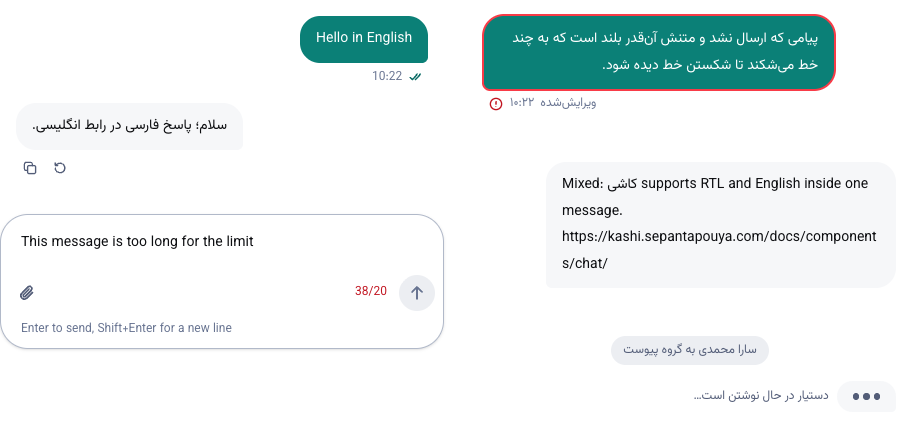 Hello in English
10:22
سلام؛ پاسخ فارسی در رابط انگلیسی.
This message is too long for the limit
38/20
Enter to send, Shift+Enter for a new line
پیامی که ارسال نشد و متنش آن‌قدر بلند است که به چند
خط می‌شکند تا شکستن خط دیده شود.
ویرایش‌شده ۱۰:۲۲
Mixed: کاشی supports RTL and English inside one
message.
https://kashi.sepantapouya.com/docs/component
s/chat/
سارا محمدی به گروه پیوست
دستیار در حال نوشتن است…